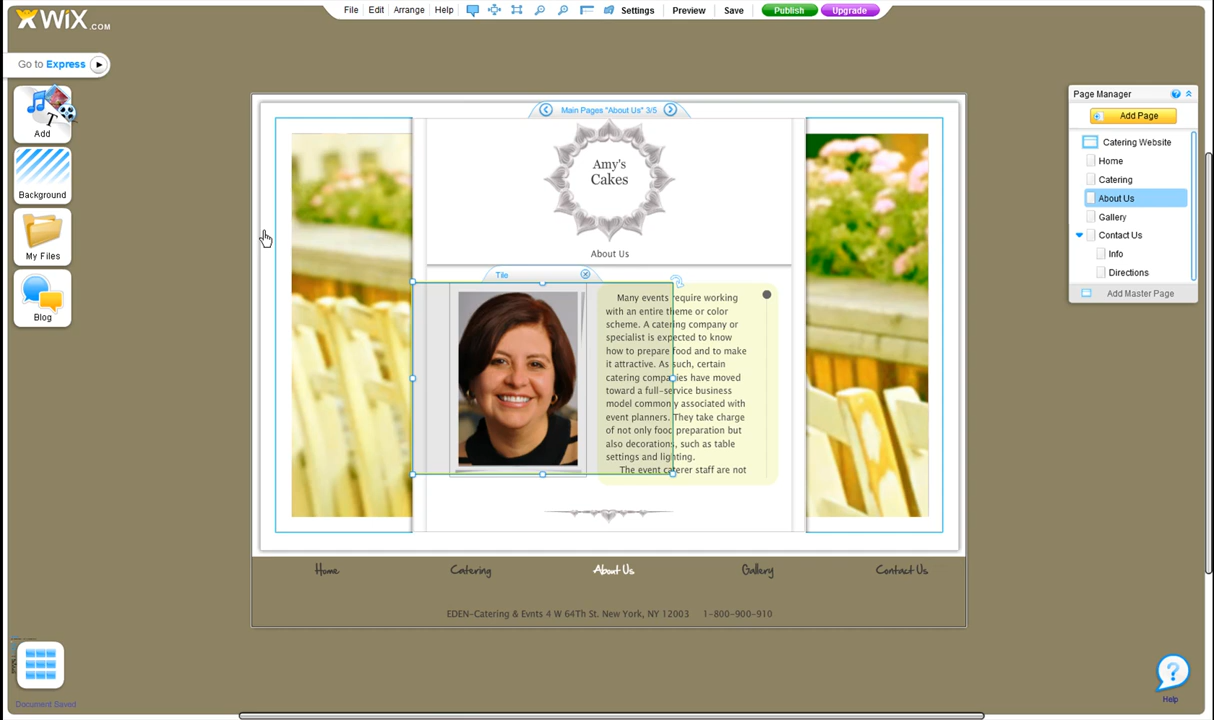 WiX.COM
File Edit Arrange Help Settings Preview Save Publish Upgrade
Go to Express
Add
Background
My Files
Blog
Main Pages "About Us" 3/5
Amy's
Cakes
About Us
Tile
Many events require working
with an entire theme or color
scheme. A catering company or
specialist is expected to know
how to prepare food and to make
it attractive. As such, certain
catering companies have moved
toward a full-service business
model commonly associated with
event planners. They take charge
of not only food preparation but
also decorations, such as table
settings and lighting.
The event caterer staff are not
Home Catering About Us Gallery Contact Us
EDEN-Catering & Evnts 4 W 64Th St. New York, NY 12003 1-800-900-910
Page Manager
Add Page
Catering Website
Home
Catering
About Us
Gallery
Contact Us
Info
Directions
Add Master Page
Document Saved
Help